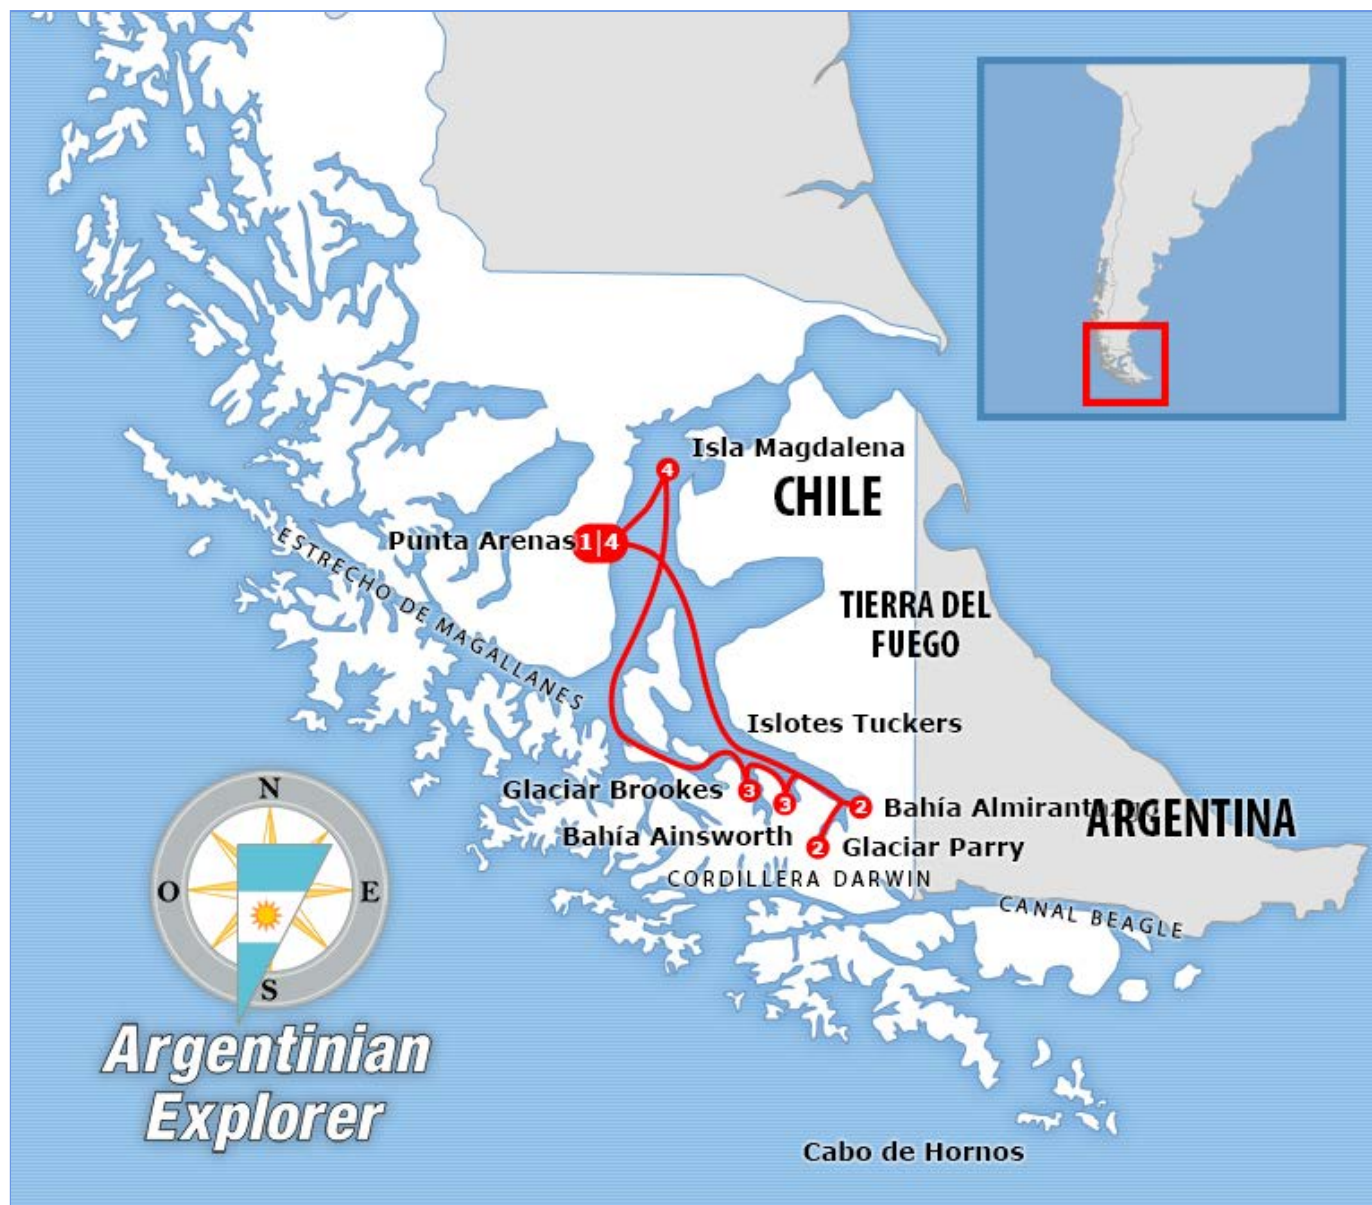 Isla Magdalena
4
CHILE
Punta Arenas
1|4
ESTRECHO DE MAGALLANES
TIERRA DEL
FUEGO
Islotes Tuckers
Glaciar Brookes
3
3
2
Bahía Almirantazgo
ARGENTINA
Bahía Ainsworth
2
Glaciar Parry
CORDILLERA DARWIN
CANAL BEAGLE
N
O
E
S
Argentinian
Explorer
Cabo de Hornos